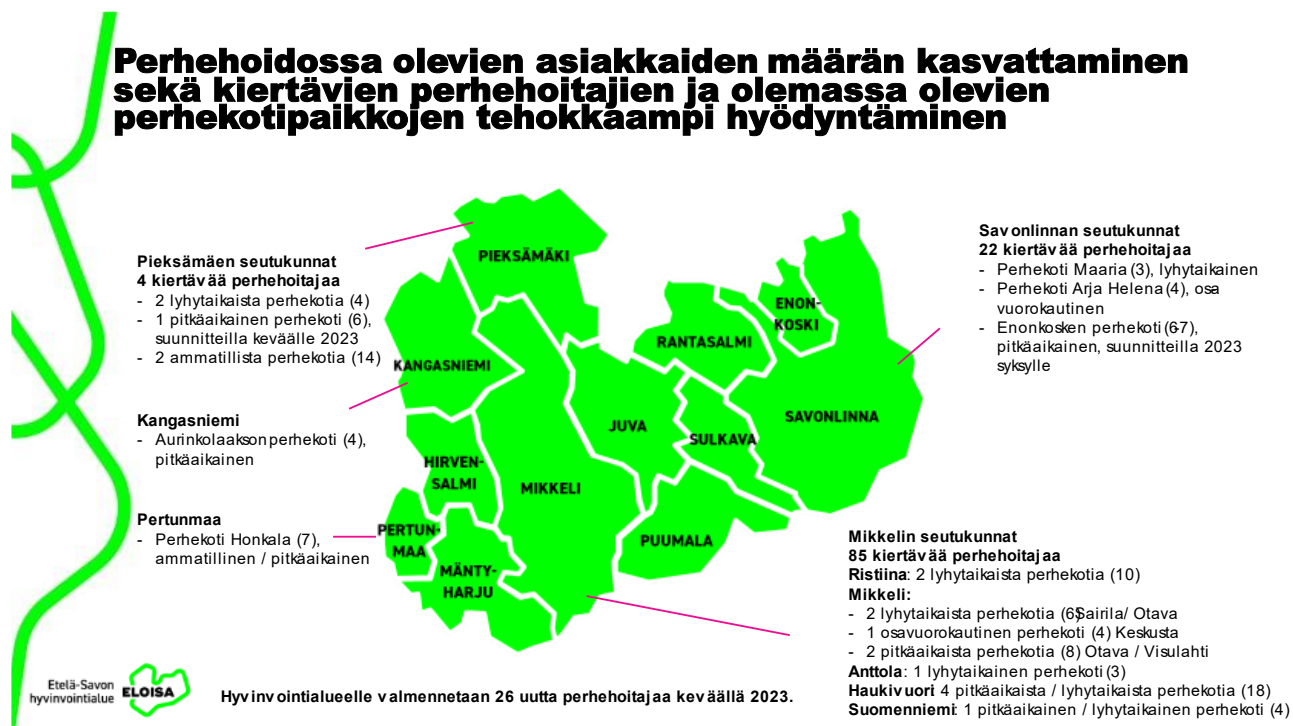 Perhehoidossa olevien asiakkaiden määrän kasvattaminen
sekä kiertävien perhehoitajien ja olemassa olevien
perhekotipaikkojen tehokkaampi hyödyntäminen
Pieksämäen seutukunnat
4 kiertävää perhehoitajaa
- 2 lyhytaikaista perhekotia (4)
- 1 pitkäaikainen perhekoti (6),
suunnitteilla keväälle 2023
- 2 ammatillista perhekotia (14)
Kangasniemi
- Aurinkolaakson perhekoti (4),
pitkäaikainen
Pertunmaa
- Perhekoti Honkala (7),
ammatillinen / pitkäaikainen
PIEKSÄMÄKI
KANGASNIEMI
HIRVEN-
SALMI
PERTUN-
MAA
MÄNTY-
HARJU
MIKKELI
JUVA
RANTASALMI
ENON-
KOSKI
SULKAVA
SAVONLINNA
PUUMALA
Savonlinnan seutukunnat
22 kiertävää perhehoitajaa
- Perhekoti Maaria (3), lyhytaikainen
- Perhekoti Arja Helena (4), osa
vuorokautinen
- Enonkosken perhekoti (6-7),
pitkäaikainen, suunnitteilla 2023
syksylle
Mikkelin seutukunnat
85 kiertävää perhehoitajaa
Ristiina: 2 lyhytaikaista perhekotia (10)
Mikkeli:
- 2 lyhytaikaista perhekotia (6) Sairila/ Otava
- 1 osavuorokautinen perhekoti (4) Keskusta
- 2 pitkäaikaista perhekotia (8) Otava / Visulahti
Anttola: 1 lyhytaikainen perhekoti (3)
Haukivuori: 4 pitkäaikaista / lyhytaikaista perhekotia (18)
Suomenniemi: 1 pitkäaikainen / lyhytaikainen perhekoti (4)
Etelä-Savon
hyvinvointialue
ELOISA
Hyvinvointialueelle valmennetaan 26 uutta perhehoitajaa keväällä 2023.